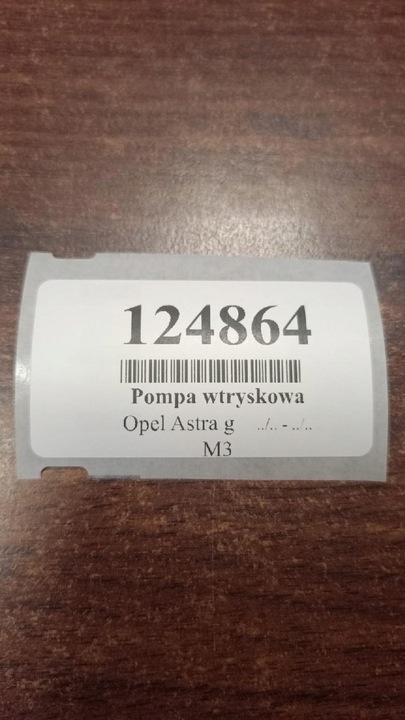 124864
Pompa wtryskowa
Opel Astra g ../.. - ../..
M3